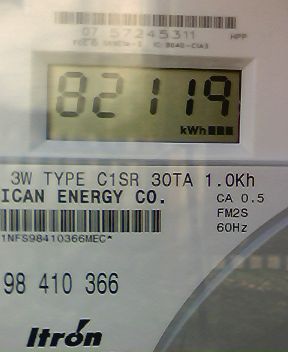 07 57245311 HPP
82119
kWh
3W TYPE C1SR 30TA 1.0Kh
ICAN ENERGY CO. CA 0.5
FM2S
60Hz
1NFS98410366MEC*
98 410 366
Itron